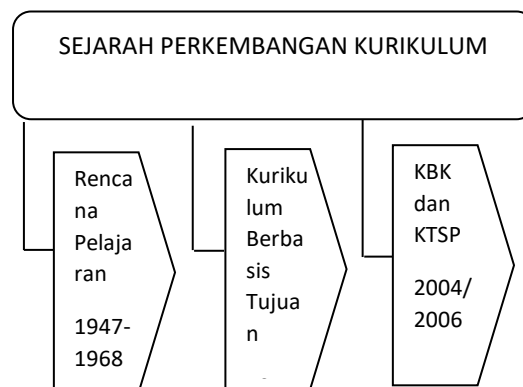 SEJARAH PERKEMBANGAN KURIKULUM
Renca
na
Pelaja
ran
1947-
1968
Kuriku
lum
Berba
sis
Tujua
n
KBK
dan
KTSP
2004/
2006